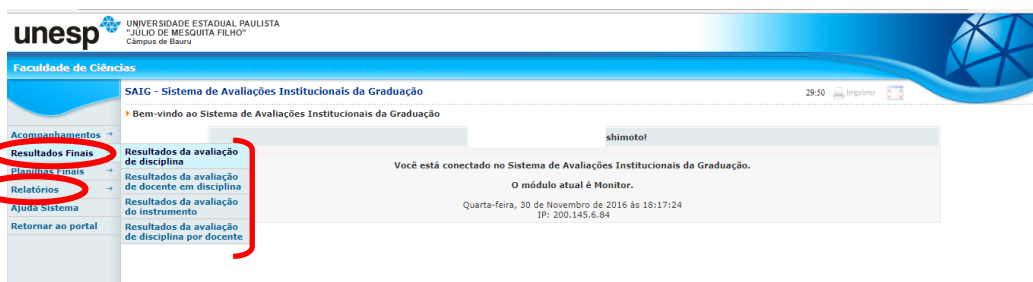 unesp
UNIVERSIDADE ESTADUAL PAULISTA
"JÚLIO DE MESQUITA FILHO"
Câmpus de Bauru
Faculdade de Ciências
SAIG - Sistema de Avaliações Institucionais da Graduação
29:50 Imprimir
Bem-vindo ao Sistema de Avaliações Institucionais da Graduação
shimoto!
Acompanhamentos
Resultados Finais
Planilhas Finais
Relatórios
Ajuda Sistema
Retornar ao portal
Resultados da avaliação
de disciplina
Resultados da avaliação
de docente em disciplina
Resultados da avaliação
do instrumento
Resultados da avaliação
de disciplina por docente
Você está conectado no Sistema de Avaliações Institucionais da Graduação.
O módulo atual é Monitor.
Quarta-feira, 30 de Novembro de 2016 às 18:17:24
IP: 200.145.6.84